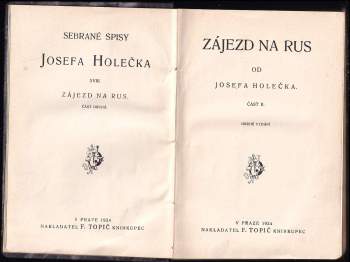 SEBRANÉ SPISY
JOSEFA HOLEČKA
XVIII.
ZÁJEZD NA RUS.
ČÁST DRUHÁ.
V PRAZE 1924
NAKLADATEL F. TOPIČ KNIHKUPEC
ZÁJEZD NA RUS
OD
JOSEFA HOLEČKA.
ČÁST II.
DRUHÉ VYDÁNÍ
V PRAZE 1924
NAKLADATEL F. TOPIČ KNIHKUPEC